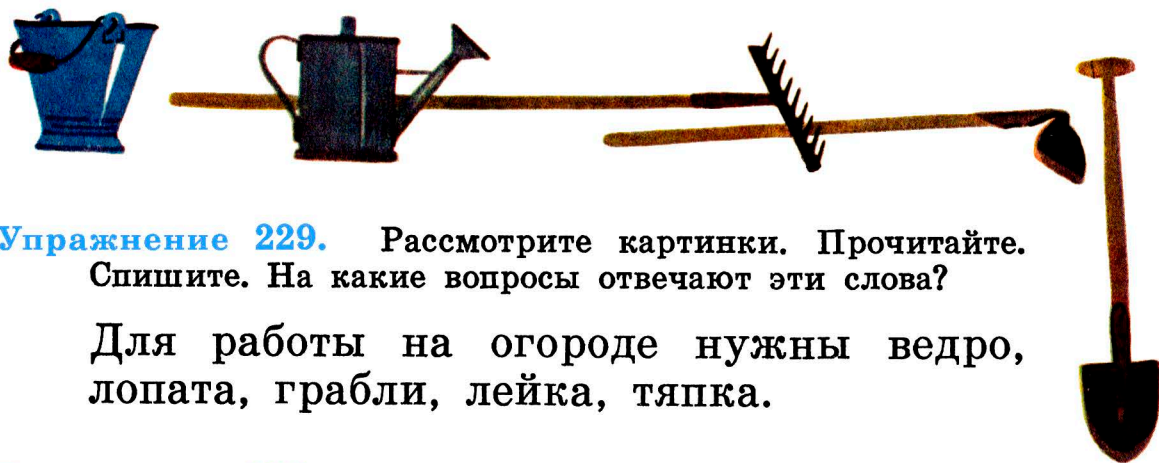 Упражнение 229. Рассмотрите картинки. Прочитайте.
Спишите. На какие вопросы отвечают эти слова?
Для работы на огороде нужны ведро,
лопата, грабли, лейка, тяпка.